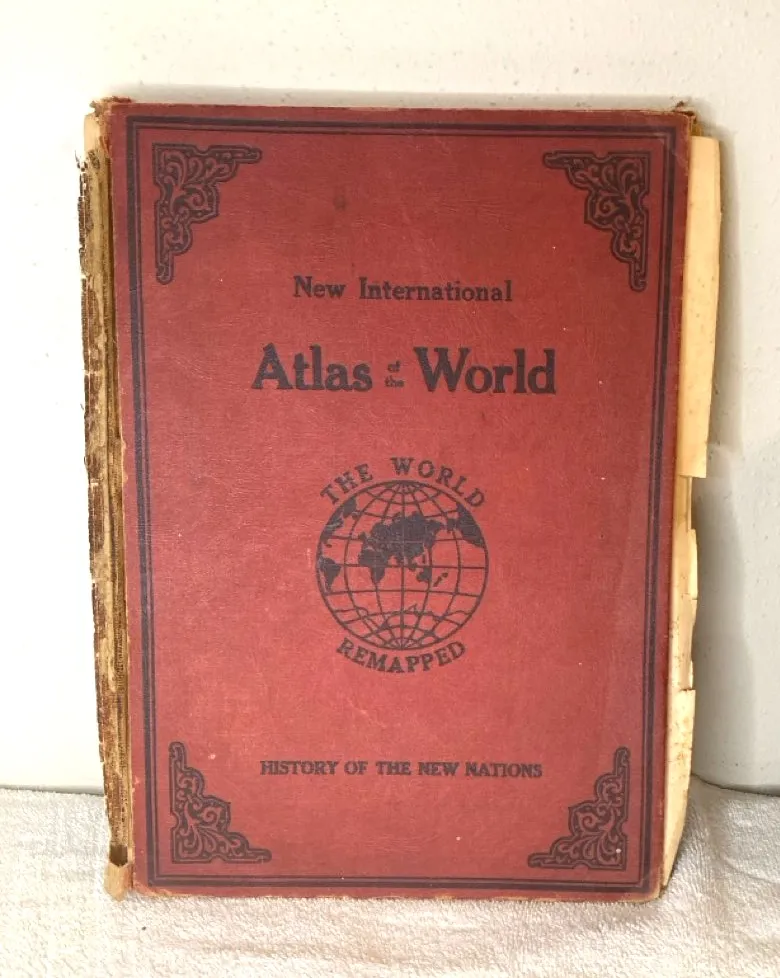 New International
Atlas of the World
THE WORLD
REMAPPED
HISTORY OF THE NEW NATIONS